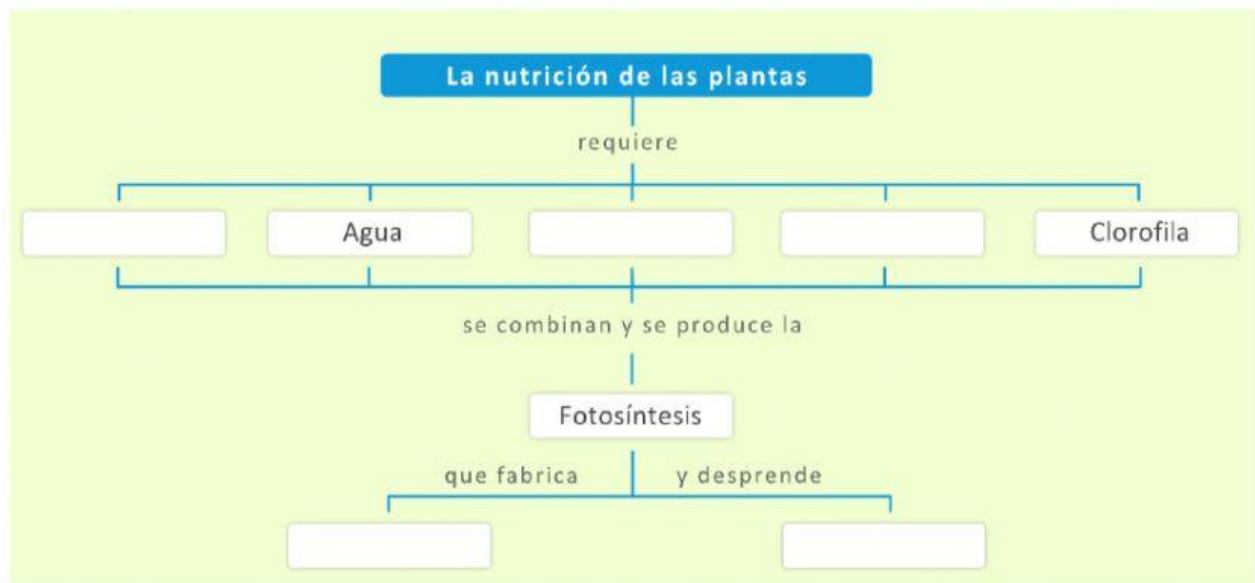 La nutrición de las plantas
requiere
Agua
Clorofila
se combinan y se produce la
Fotosíntesis
que fabrica
y desprende